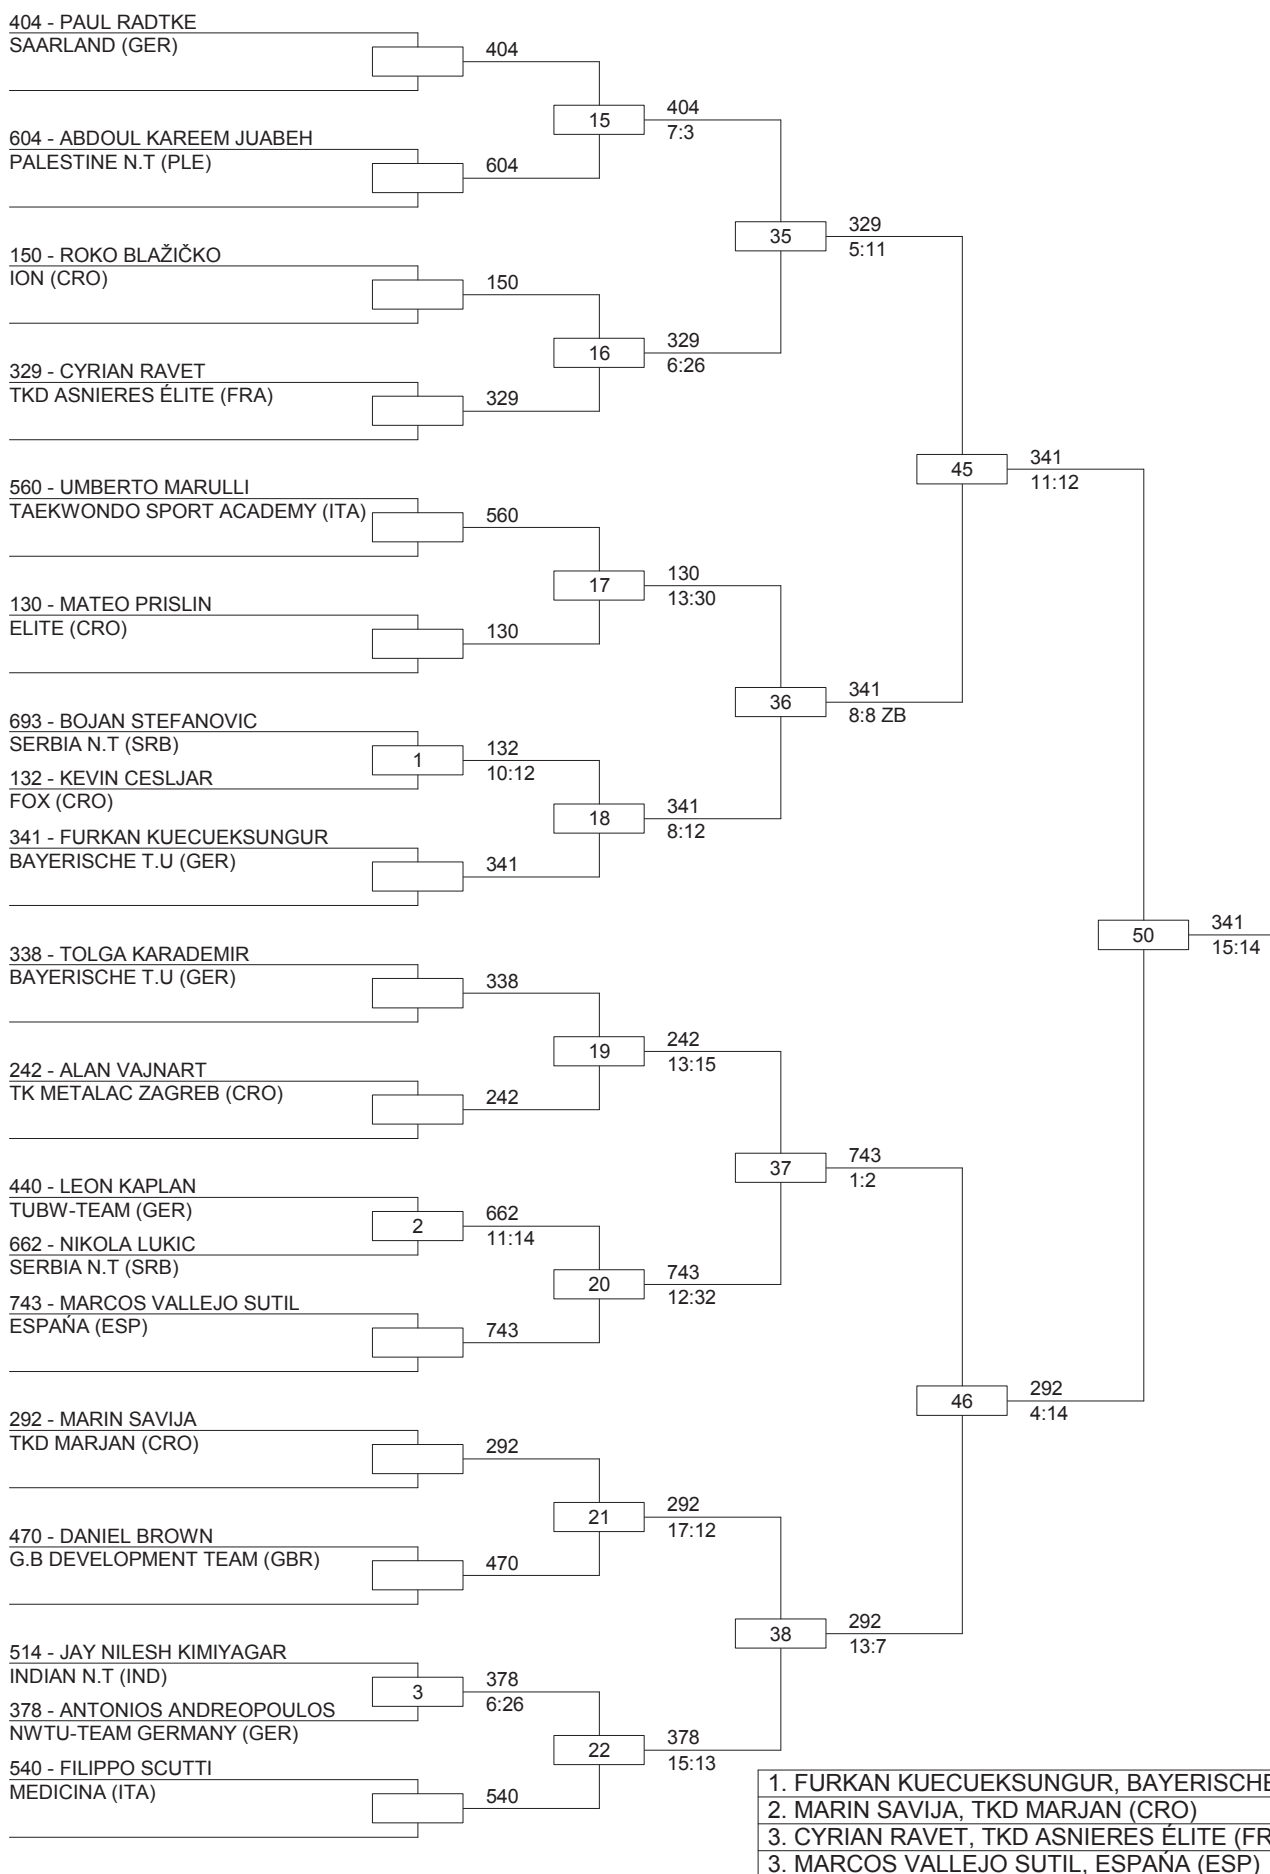 404 - PAUL RADTKE
SAARLAND (GER)
404
15
404
7:3
604 - ABDOUL KAREEM JUABEH
PALESTINE N.T (PLE)
604
35
329
5:11
150 - ROKO BLAŽIČKO
ION (CRO)
150
16
329
6:26
329 - CYRIAN RAVET
TKD ASNIERES ÉLITE (FRA)
329
45
341
11:12
560 - UMBERTO MARULLI
TAEKWONDO SPORT ACADEMY (ITA)
560
17
130
13:30
130 - MATEO PRISLIN
ELITE (CRO)
130
36
341
8:8 ZB
693 - BOJAN STEFANOVIC
SERBIA N.T (SRB)
1
132
10:12
132 - KEVIN CESLJAR
FOX (CRO)
18
341
8:12
341 - FURKAN KUECUEKSUNGUR
BAYERISCHE T.U (GER)
341
50
341
15:14
338 - TOLGA KARADEMIR
BAYERISCHE T.U (GER)
338
19
242
13:15
242 - ALAN VAJNART
TK METALAC ZAGREB (CRO)
242
37
743
1:2
440 - LEON KAPLAN
TUBW-TEAM (GER)
2
662
11:14
662 - NIKOLA LUKIC
SERBIA N.T (SRB)
20
743
12:32
743 - MARCOS VALLEJO SUTIL
ESPAŃA (ESP)
743
46
292
4:14
292 - MARIN SAVIJA
TKD MARJAN (CRO)
292
21
292
17:12
470 - DANIEL BROWN
G.B DEVELOPMENT TEAM (GBR)
470
38
292
13:7
514 - JAY NILESH KIMIYAGAR
INDIAN N.T (IND)
3
378
6:26
378 - ANTONIOS ANDREOPOULOS
NWTU-TEAM GERMANY (GER)
22
378
15:13
540 - FILIPPO SCUTTI
MEDICINA (ITA)
540
1. FURKAN KUECUEKSUNGUR, BAYERISCHE
2. MARIN SAVIJA, TKD MARJAN (CRO)
3. CYRIAN RAVET, TKD ASNIERES ÉLITE (FR
3. MARCOS VALLEJO SUTIL, ESPAŃA (ESP)